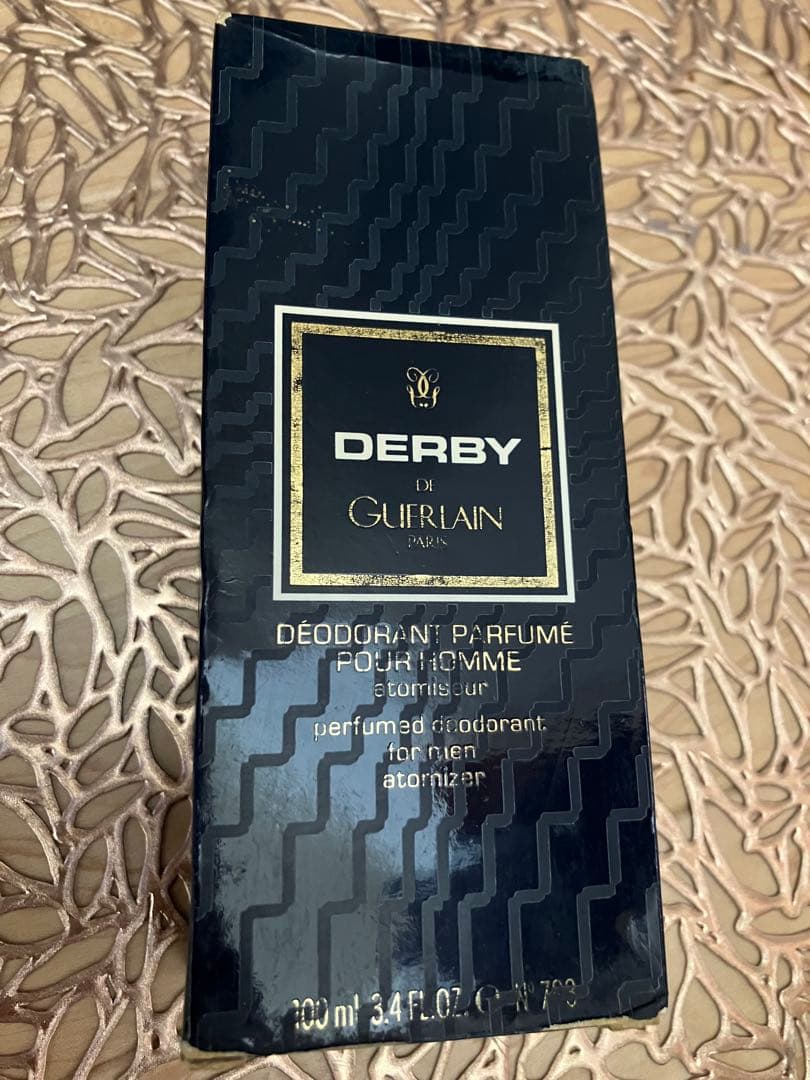 DERBY
DE
GUERLAIN
PARIS
DÉODORANT PARFUMÉ
POUR HOMME
atomiseur
perfumed deodorant
for men
atomizer
100 ml 3.4 FL.OZ. ℮ Nº